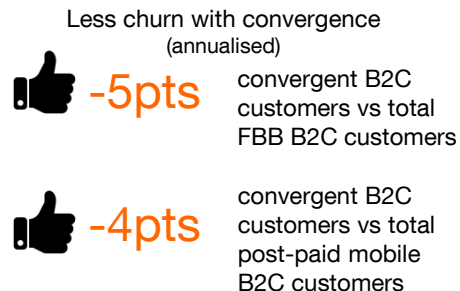 Less churn with convergence
(annualised)
-5pts
convergent B2C
customers vs total
FBB B2C customers
-4pts
convergent B2C
customers vs total
post-paid mobile
B2C customers